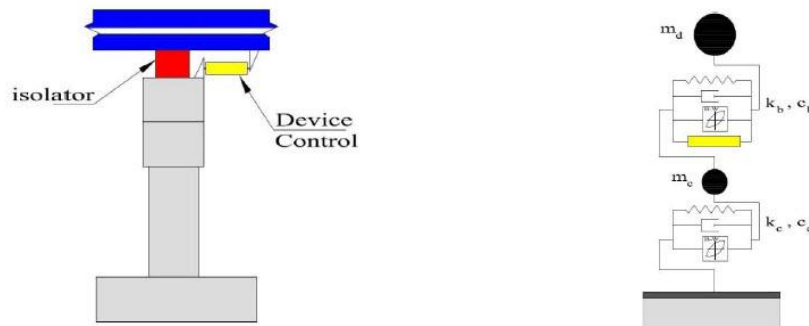 isolator
Device
Control
m_d
k_b , c_b
m_c
k_c , c_c